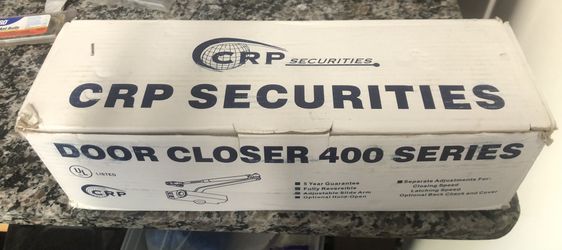 CRP SECURITIES
CRP SECURITIES
DOOR CLOSER 400 SERIES
UL LISTED
CRP
5 Year Guarantee
Fully Reversible
Adjustable Slide Arm
Optional Hold-Open
Separate Adjustments For:
Closing Speed
Latching Speed
Optional Back Check and Cover